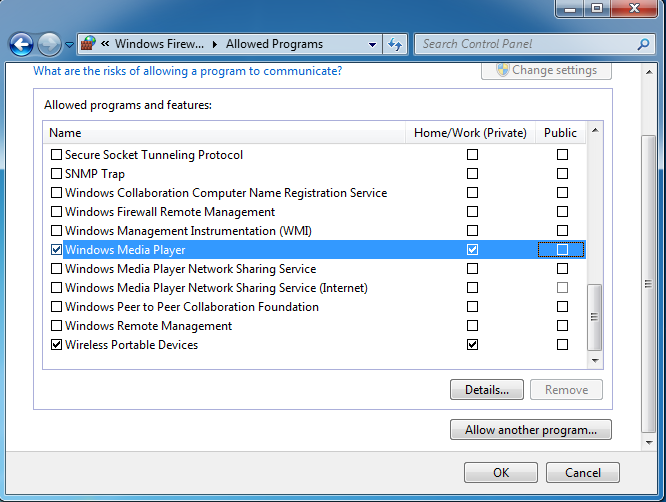 « Windows Firew... ▸ Allowed Programs
Search Control Panel
What are the risks of allowing a program to communicate?
Change settings
Allowed programs and features:
Name Home/Work (Private) Public
Secure Socket Tunneling Protocol
SNMP Trap
Windows Collaboration Computer Name Registration Service
Windows Firewall Remote Management
Windows Management Instrumentation (WMI)
Windows Media Player
Windows Media Player Network Sharing Service
Windows Media Player Network Sharing Service (Internet)
Windows Peer to Peer Collaboration Foundation
Windows Remote Management
Wireless Portable Devices
Details... Remove
Allow another program...
OK Cancel